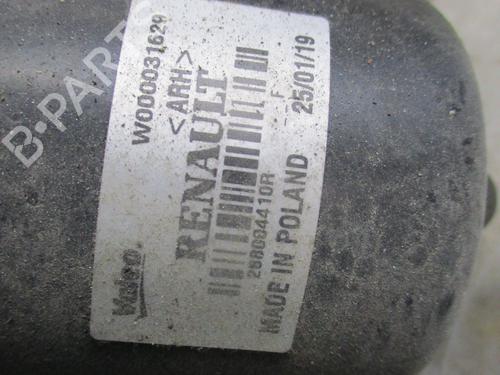 W000031629
<ARH>
RENAULT
288004410R
MADE IN POLAND
25/01/19
F
Valeo
B-PARTS